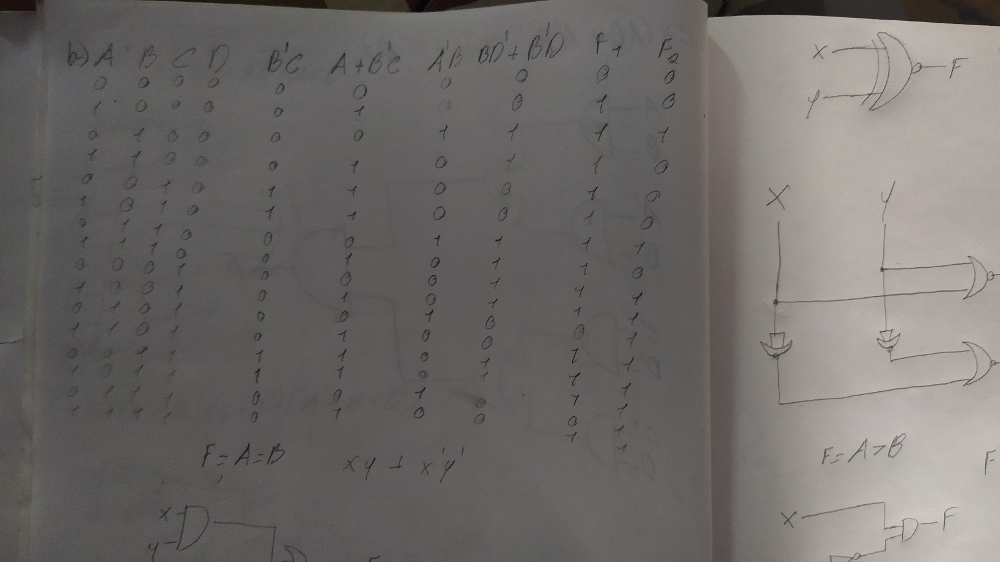 b) A B C D B'C A + B'C A'B BD' + B'D F1 F2
0 0 0 0 0 0 0 0 0 0
1 0 0 0 0 1 0 0 1 0
0 1 0 0 0 0 1 1 1 1
1 1 0 0 0 1 0 1 1 0
0 0 1 0 1 1 0 0 1 0
1 0 1 0 1 1 0 0 1 0
0 1 1 0 0 0 1 1 1 1
1 1 1 0 0 1 0 1 1 0
0 0 0 1 0 0 0 1 1 1
1 0 0 1 0 1 0 1 1 1
0 1 0 1 0 0 1 0 0 1
1 1 0 1 0 1 0 0 1 1
0 0 1 1 1 1 0 1 1 1
1 0 1 1 1 1 0 1 1 1
0 1 1 1 0 0 1 0 0 1
1 1 1 1 0 1 0 0 1 1
F = A = B xy + x'y'
x
y
x
y
F
X
y
F = A > B
F
X
F